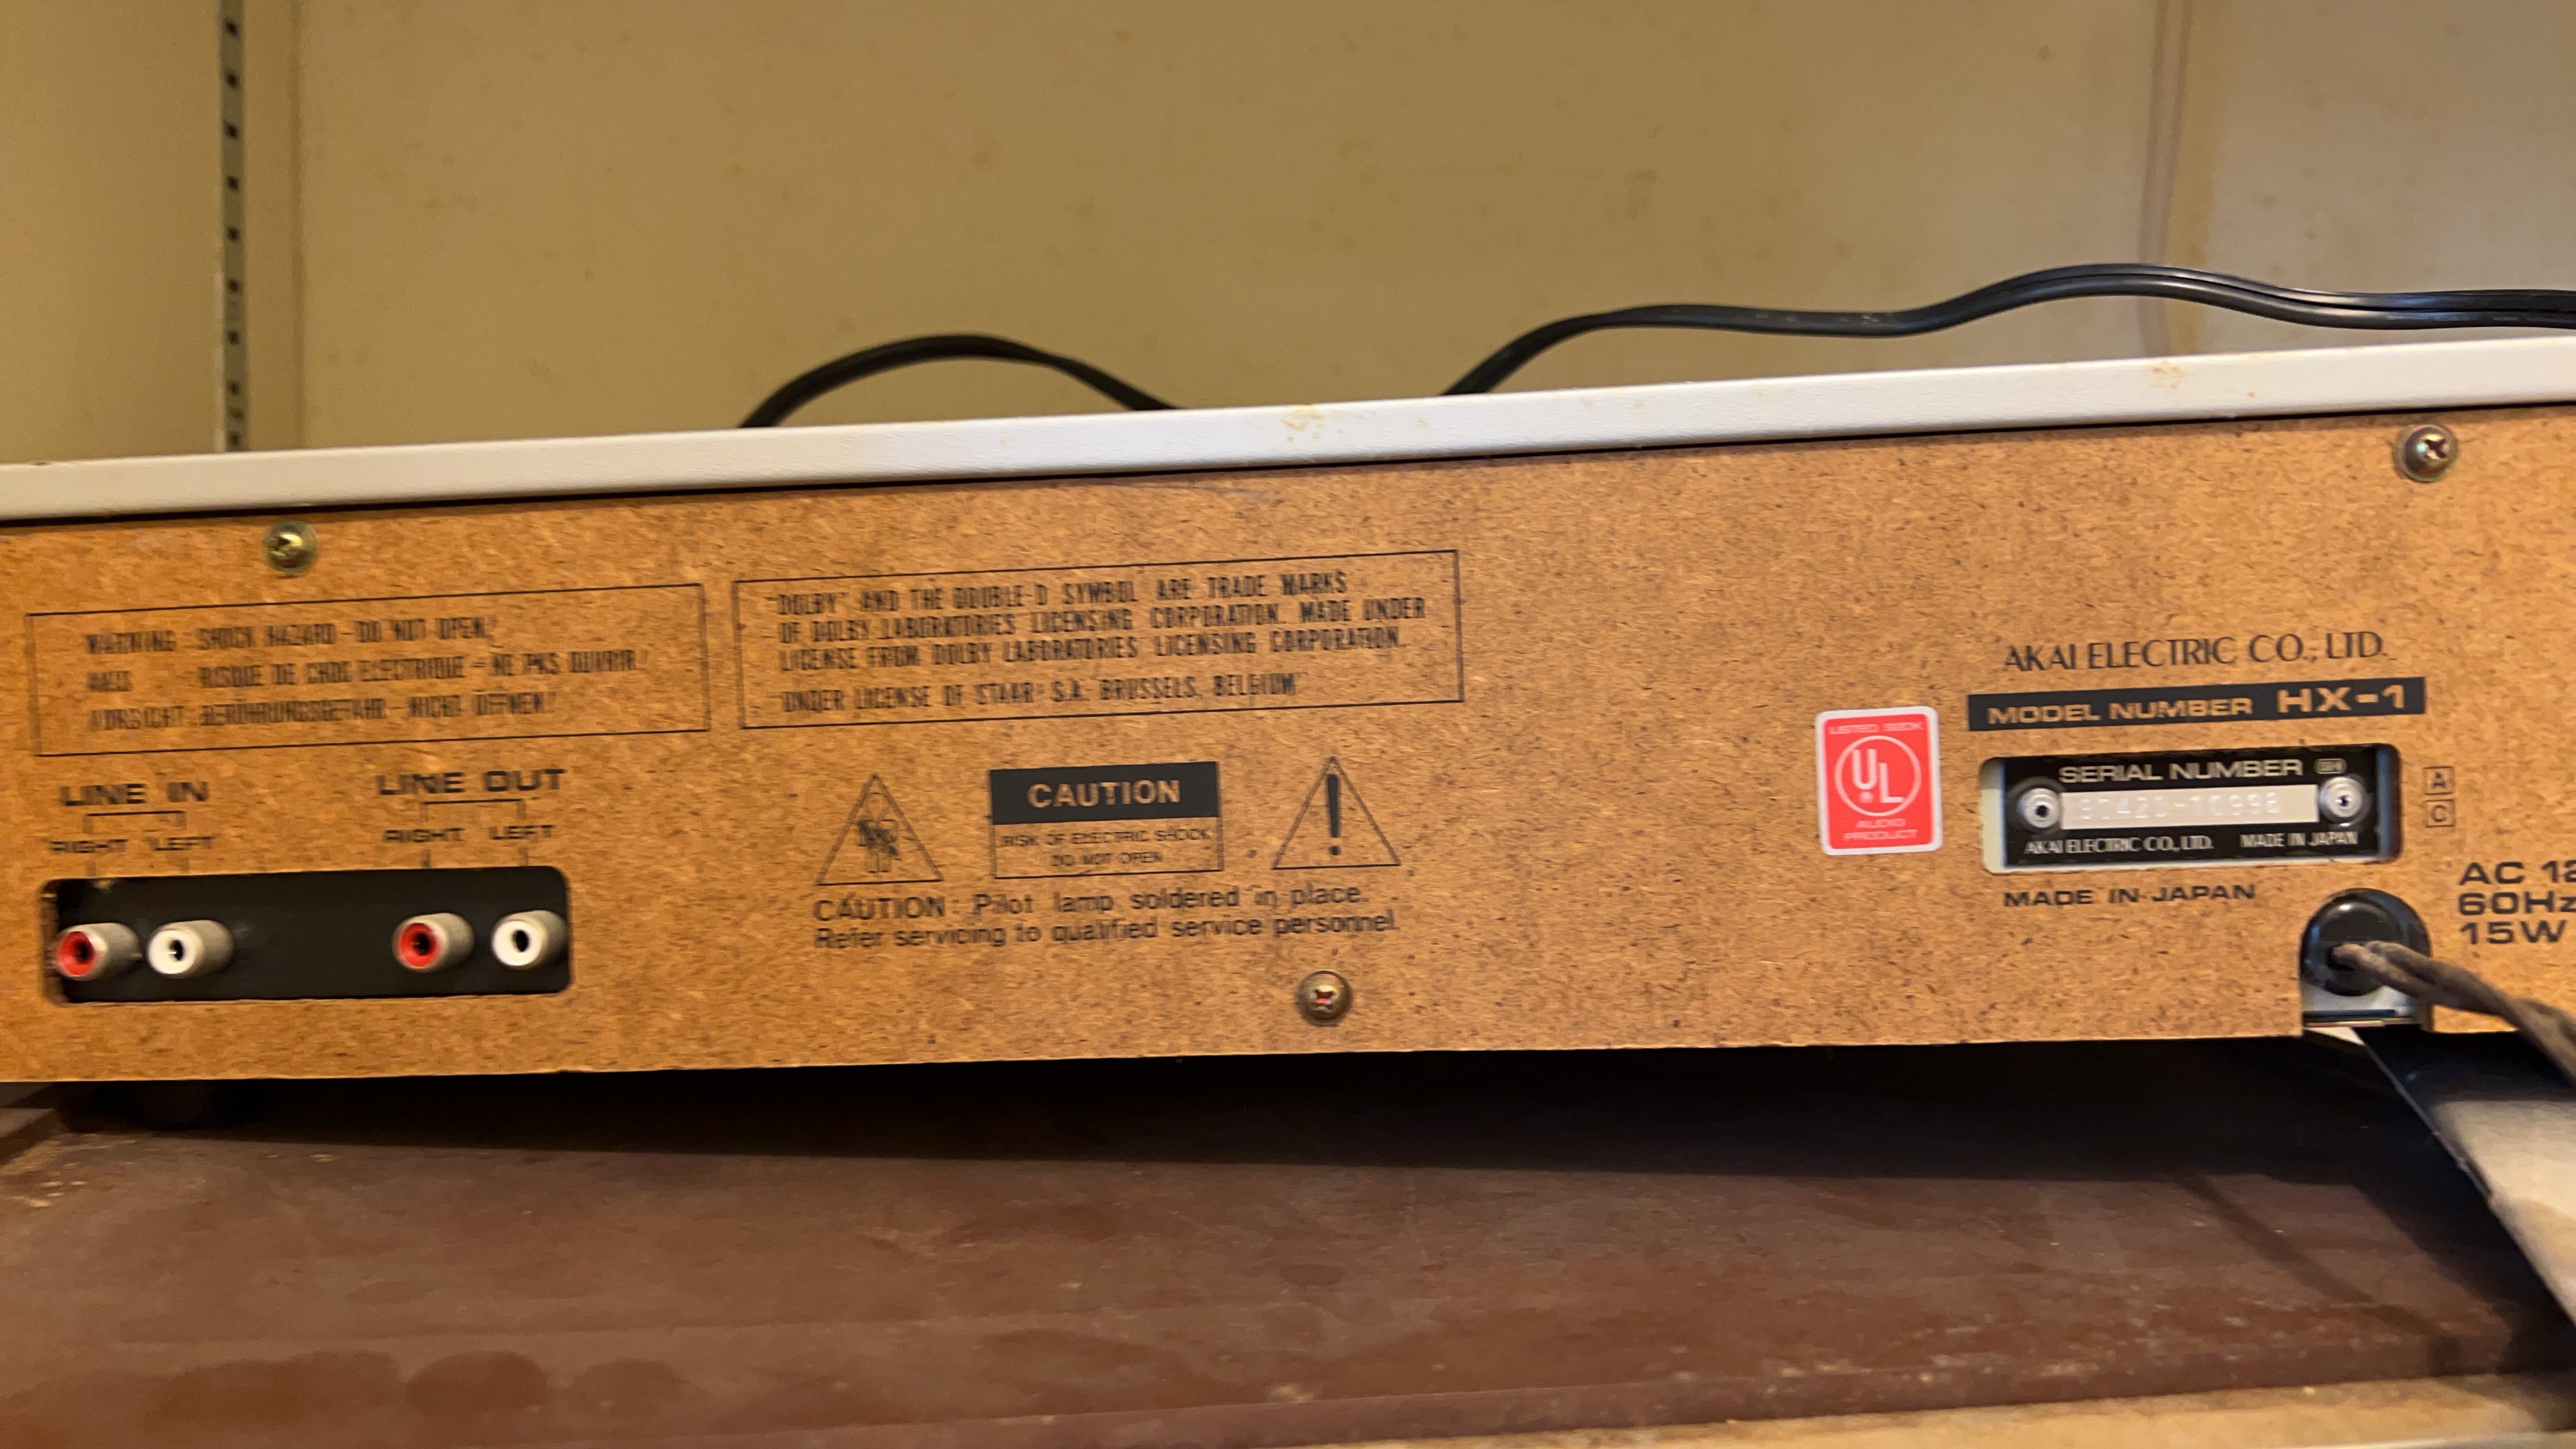 WARNING : SHOCK HAZARD - DO NOT OPEN!
AVIS : RISQUE DE CHOC ELECTRIQUE - NE PAS OUVRIR!
VORSICHT : BERÜHRUNGSGEFAHR - NICHT ÖFFNEN!
"DOLBY" AND THE DOUBLE-D SYMBOL ARE TRADE MARKS
OF DOLBY LABORATORIES LICENSING CORPORATION. MADE UNDER
LICENSE FROM DOLBY LABORATORIES LICENSING CORPORATION.
"UNDER LICENSE OF STAAR S.A. BRUSSELS, BELGIUM"
LINE IN
RIGHT LEFT
LINE OUT
RIGHT LEFT
CAUTION
RISK OF ELECTRIC SHOCK
DO NOT OPEN
CAUTION: Pilot lamp soldered in place.
Refer servicing to qualified service personnel.
LISTED
UL
AUDIO
PRODUCT
AKAI ELECTRIC CO., LTD.
MODEL NUMBER HX-1
SERIAL NUMBER
AKAI ELECTRIC CO., LTD. MADE IN JAPAN
A
C
MADE IN JAPAN
AC 12
60Hz
15W